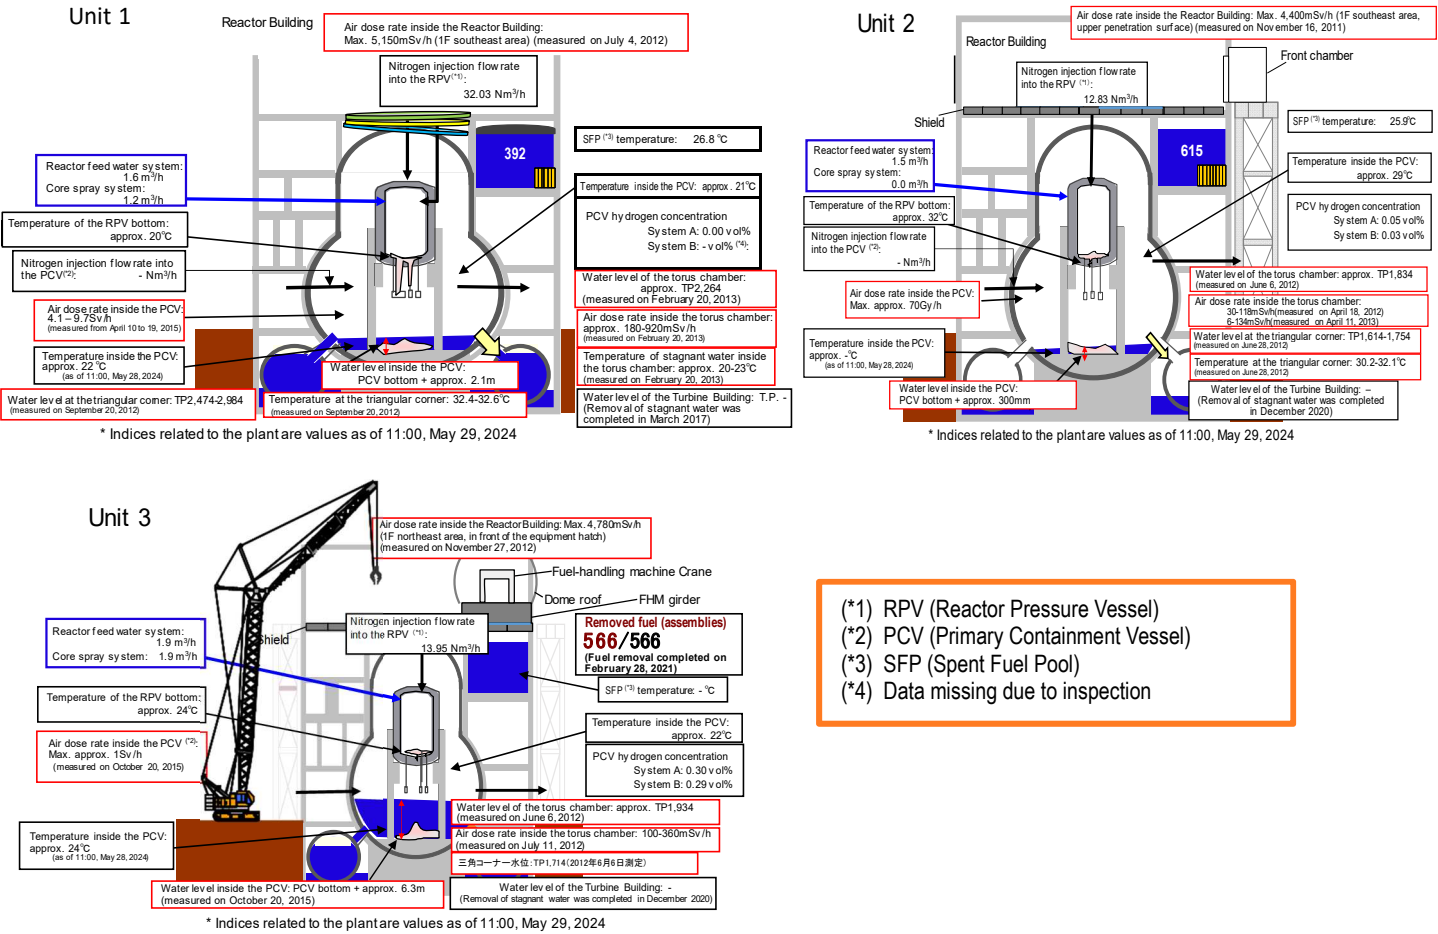 Unit 1
Reactor Building
Air dose rate inside the Reactor Building:
Max. 5,150mSv/h (1F southeast area) (measured on July 4, 2012)
Nitrogen injection flow rate
into the RPV(*1):
32.03 Nm3/h
392
SFP (*3) temperature: 26.8 ℃
Reactor feed water system:
1.6 m3/h
Core spray system:
1.2 m3/h
Temperature inside the PCV: approx. 21℃
PCV hydrogen concentration
System A: 0.00 vol%
System B: - vol% (*4):
Temperature of the RPV bottom:
approx. 20℃
Nitrogen injection flow rate into
the PCV(*2): - Nm3/h
Water level of the torus chamber:
approx. TP2,264
(measured on February 20, 2013)
Air dose rate inside the PCV:
4.1 – 9.7Sv/h
(measured from April 10 to 19, 2015)
Air dose rate inside the torus chamber:
approx. 180-920mSv/h
(measured on February 20, 2013)
Temperature inside the PCV:
approx. 22 ℃
(as of 11:00, May 28, 2024)
Temperature of stagnant water inside
the torus chamber: approx. 20-23℃
(measured on February 20, 2013)
Water level inside the PCV:
PCV bottom + approx. 2.1m
Water level at the triangular corner: TP2,474-2,984
(measured on September 20, 2012)
Temperature at the triangular corner: 32.4-32.6℃
(measured on September 20, 2012)
Water level of the Turbine Building: T.P. -
(Removal of stagnant water was
completed in March 2017)
* Indices related to the plant are values as of 11:00, May 29, 2024
Unit 2
Air dose rate inside the Reactor Building: Max. 4,400mSv/h (1F southeast area,
upper penetration surface) (measured on November 16, 2011)
Reactor Building
Front chamber
Nitrogen injection flow rate
into the RPV (*1):
12.83 Nm3/h
Shield
SFP (*3) temperature: 25.9℃
615
Reactor feed water system:
1.5 m3/h
Core spray system:
0.0 m3/h
Temperature inside the PCV:
approx. 29℃
Temperature of the RPV bottom:
approx. 32℃
PCV hydrogen concentration
System A: 0.05 vol%
System B: 0.03 vol%
Nitrogen injection flow rate
into the PCV (*2):
- Nm3/h
Water level of the torus chamber: approx. TP1,834
(measured on June 6, 2012)
Air dose rate inside the PCV:
Max. approx. 70Gy/h
Air dose rate inside the torus chamber:
30-118mSv/h(measured on April 18, 2012)
6-134mSv/h(measured on April 11, 2013)
Temperature inside the PCV:
approx. -℃
(as of 11:00, May 28, 2024)
Water level at the triangular corner: TP1,614-1,754
(measured on June 28, 2012)
Temperature at the triangular corner: 30.2-32.1℃
(measured on June 28, 2012)
Water level inside the PCV:
PCV bottom + approx. 300mm
Water level of the Turbine Building: –
(Removal of stagnant water was completed
in December 2020)
* Indices related to the plant are values as of 11:00, May 29, 2024
Unit 3
Air dose rate inside the Reactor Building: Max. 4,780mSv/h
(1F northeast area, in front of the equipment hatch)
(measured on November 27, 2012)
Fuel-handling machine Crane
Dome roof
FHM girder
Shield
Nitrogen injection flow rate
into the RPV (*1):
13.95 Nm3/h
Removed fuel (assemblies)
566/566
(Fuel removal completed on
February 28, 2021)
Reactor feed water system:
1.9 m3/h
Core spray system: 1.9 m3/h
SFP (*3) temperature: - ℃
Temperature of the RPV bottom:
approx. 24℃
Temperature inside the PCV:
approx. 22℃
Air dose rate inside the PCV (*2):
Max. approx. 1Sv/h
(measured on October 20, 2015)
PCV hydrogen concentration
System A: 0.30 vol%
System B: 0.29 vol%
Water level of the torus chamber: approx. TP1,934
(measured on June 6, 2012)
Temperature inside the PCV:
approx. 24℃
(as of 11:00, May 28, 2024)
Air dose rate inside the torus chamber: 100-360mSv/h
(measured on July 11, 2012)
三角コーナー水位:TP1,714(2012年6月6日測定)
Water level inside the PCV: PCV bottom + approx. 6.3m
(measured on October 20, 2015)
Water level of the Turbine Building: -
(Removal of stagnant water was completed in December 2020)
* Indices related to the plant are values as of 11:00, May 29, 2024
(*1) RPV (Reactor Pressure Vessel)
(*2) PCV (Primary Containment Vessel)
(*3) SFP (Spent Fuel Pool)
(*4) Data missing due to inspection